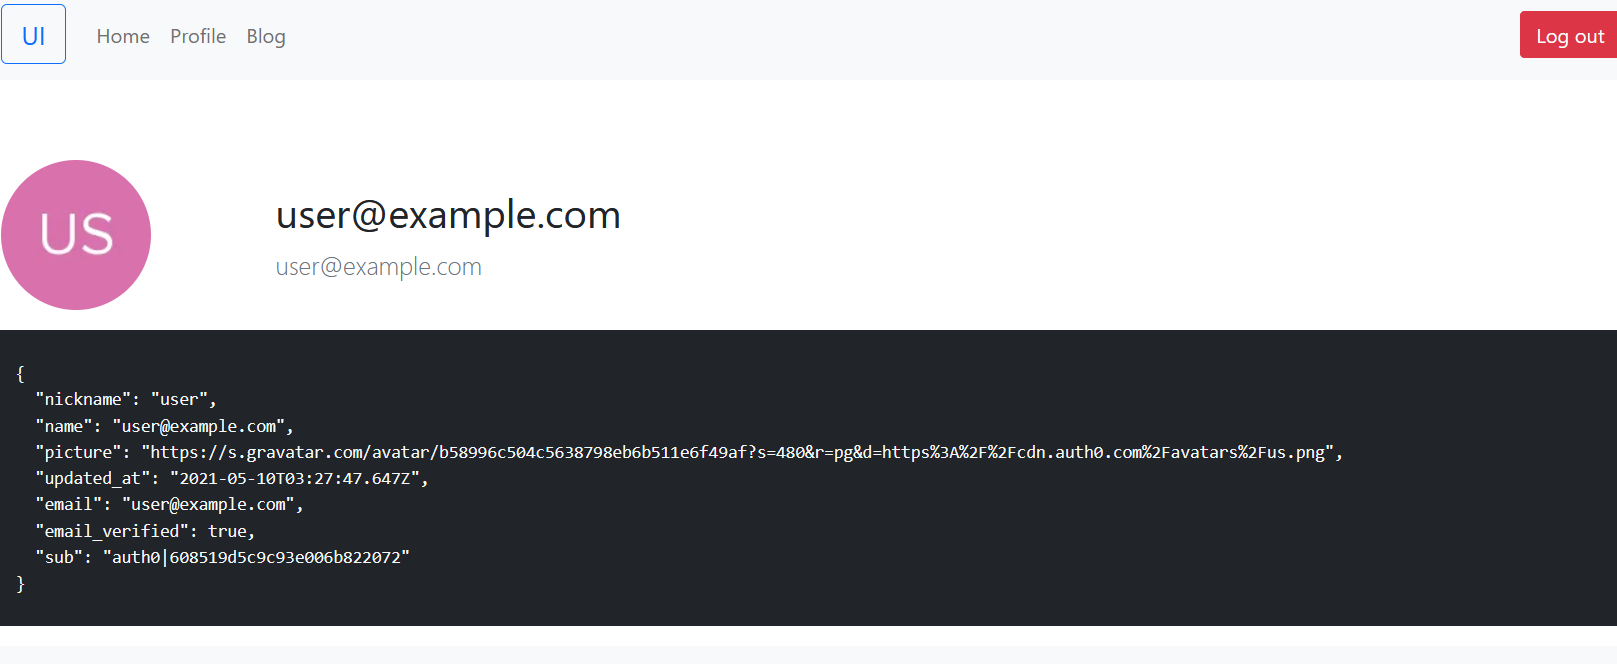 UI Home Profile Blog Log out
US
user@example.com
user@example.com
{
"nickname": "user",
"name": "user@example.com",
"picture": "https://s.gravatar.com/avatar/b58996c504c5638798eb6b511e6f49af?s=480&r=pg&d=https%3A%2F%2Fcdn.auth0.com%2Favatars%2Fus.png",
"updated_at": "2021-05-10T03:27:47.647Z",
"email": "user@example.com",
"email_verified": true,
"sub": "auth0|608519d5c9c93e006b822072"
}